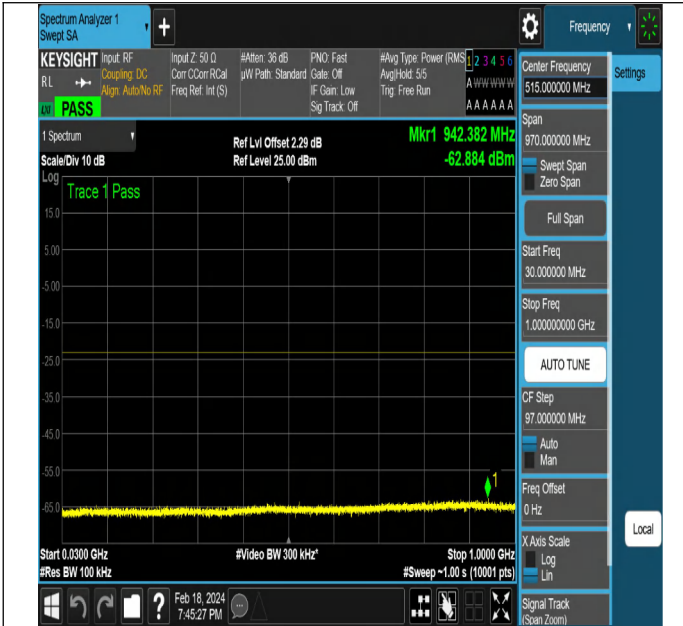 Spectrum Analyzer 1
Swept SA
+
Frequency
KEYSIGHT
RL
LXI PASS
Input: RF
Coupling: DC
Align: Auto/No RF
Input Z: 50 Ω
Corr CCorr RCal
Freq Ref: Int (S)
#Atten: 36 dB
µW Path: Standard
PNO: Fast
Gate: Off
IF Gain: Low
Sig Track: Off
#Avg Type: Power (RMS
Avg|Hold: 5/5
Trig: Free Run
1 2 3 4 5 6
A W W W W W
A A A A A A
1 Spectrum
Scale/Div 10 dB
Ref Lvl Offset 2.29 dB
Ref Level 25.00 dBm
Mkr1 942.382 MHz
-62.884 dBm
Log
Trace 1 Pass
15.0
5.00
-5.00
-15.0
-25.0
-35.0
-45.0
-55.0
-65.0
1
Start 0.0300 GHz
#Res BW 100 kHz
#Video BW 300 kHz*
Stop 1.0000 GHz
#Sweep ~1.00 s (10001 pts)
Feb 18, 2024
7:45:27 PM
?
Center Frequency
515.000000 MHz
Span
970.000000 MHz
Swept Span
Zero Span
Full Span
Start Freq
30.000000 MHz
Stop Freq
1.000000000 GHz
AUTO TUNE
CF Step
97.000000 MHz
Auto
Man
Freq Offset
0 Hz
X Axis Scale
Log
Lin
Signal Track
(Span Zoom)
Settings
Local